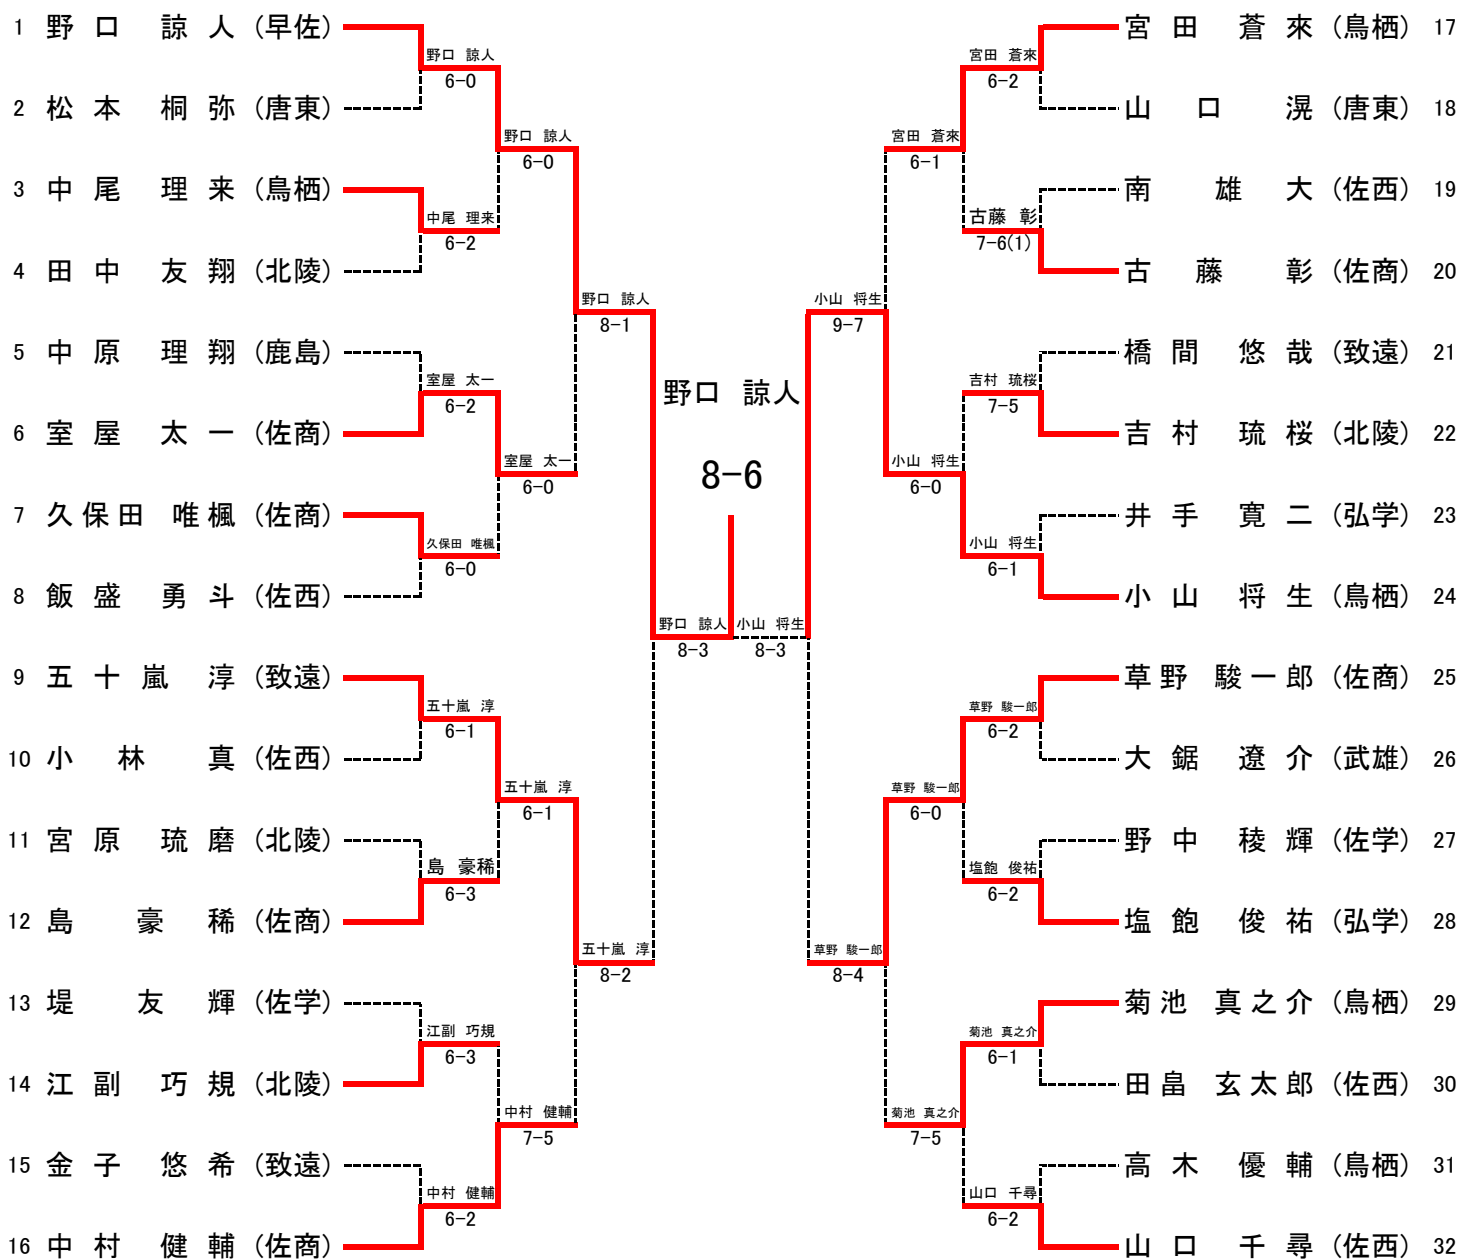 1 野口 諒人 (早佐)
2 松本 桐弥 (唐東)
3 中尾 理来 (鳥栖)
4 田中 友翔 (北陵)
5 中原 理翔 (鹿島)
6 室屋 太一 (佐商)
7 久保田 唯楓 (佐商)
8 飯盛 勇斗 (佐西)
9 五十嵐 淳 (致遠)
10 小林 真 (佐西)
11 宮原 琉磨 (北陵)
12 島 豪稀 (佐商)
13 堤 友輝 (佐学)
14 江副 巧規 (北陵)
15 金子 悠希 (致遠)
16 中村 健輔 (佐商)
野口 諒人
6-0
中尾 理来
6-2
室屋 太一
6-2
久保田 唯楓
6-0
五十嵐 淳
6-1
島 豪稀
6-3
江副 巧規
6-3
中村 健輔
6-2
野口 諒人
6-0
室屋 太一
6-0
五十嵐 淳
6-1
中村 健輔
7-5
野口 諒人
8-1
五十嵐 淳
8-2
野口 諒人
8-3
野口 諒人
8-6
小山 将生
8-3
小山 将生
9-7
草野 駿一郎
8-4
宮田 蒼來
6-1
小山 将生
6-0
草野 駿一郎
6-0
菊池 真之介
7-5
宮田 蒼來
6-2
古藤 彰
7-6(1)
吉村 琉桜
7-5
小山 将生
6-1
草野 駿一郎
6-2
塩飽 俊祐
6-2
菊池 真之介
6-1
山口 千尋
6-2
宮田 蒼來 (鳥栖) 17
山口 滉 (唐東) 18
南 雄大 (佐西) 19
古藤 彰 (佐商) 20
橋間 悠哉 (致遠) 21
吉村 琉桜 (北陵) 22
井手 寛二 (弘学) 23
小山 将生 (鳥栖) 24
草野 駿一郎 (佐商) 25
大鋸 遼介 (武雄) 26
野中 稜輝 (佐学) 27
塩飽 俊祐 (弘学) 28
菊池 真之介 (鳥栖) 29
田畠 玄太郎 (佐西) 30
高木 優輔 (鳥栖) 31
山口 千尋 (佐西) 32